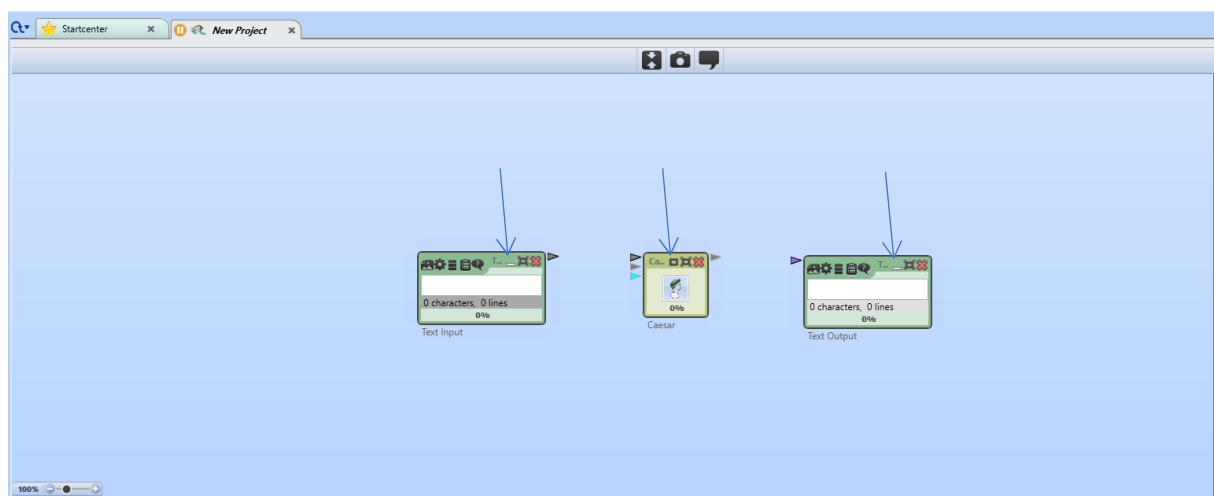 Startcenter
New Project
T...
0 characters, 0 lines
0%
Text Input
Ca...
0%
Caesar
T...
0 characters, 0 lines
0%
Text Output
100%